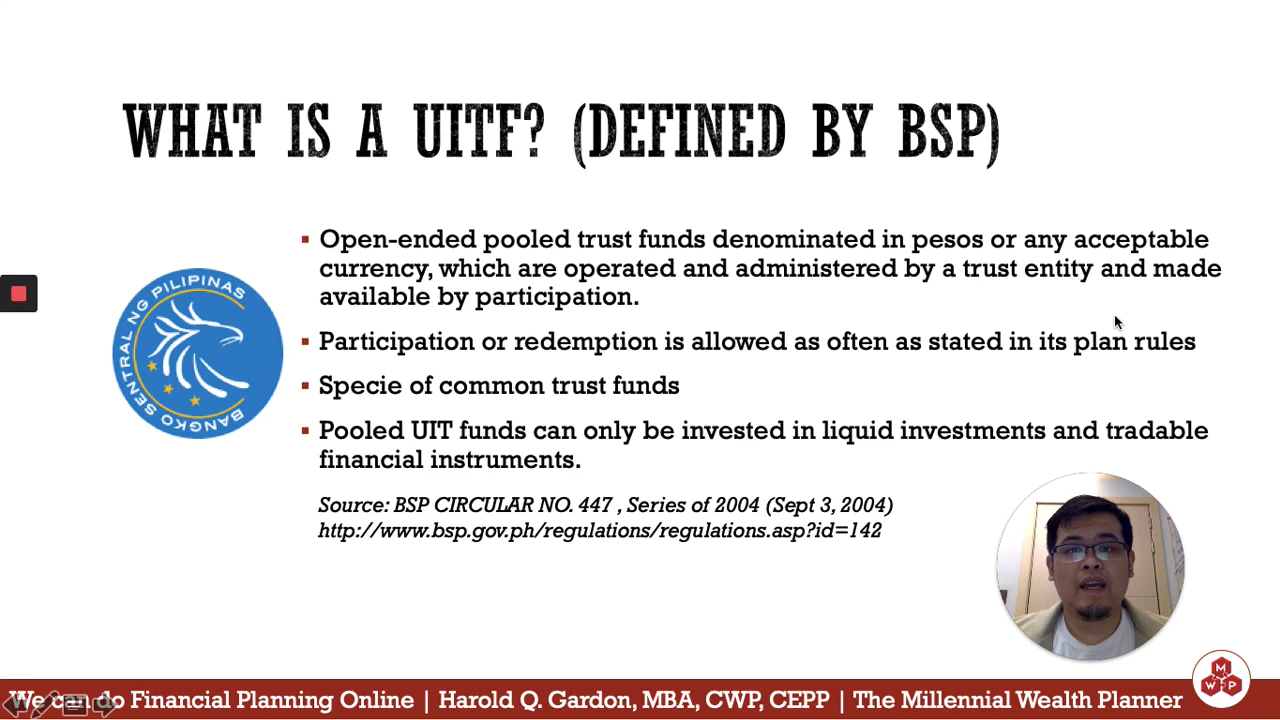 WHAT IS A UITF? (DEFINED BY BSP)
▪ Open-ended pooled trust funds denominated in pesos or any acceptable
currency, which are operated and administered by a trust entity and made
available by participation.
▪ Participation or redemption is allowed as often as stated in its plan rules
▪ Specie of common trust funds
▪ Pooled UIT funds can only be invested in liquid investments and tradable
financial instruments.
Source: BSP CIRCULAR NO. 447 , Series of 2004 (Sept 3, 2004)
http://www.bsp.gov.ph/regulations/regulations.asp?id=142
BANGKO SENTRAL NG PILIPINAS
M
W P
We can do Financial Planning Online | Harold Q. Gardon, MBA, CWP, CEPP | The Millennial Wealth Planner